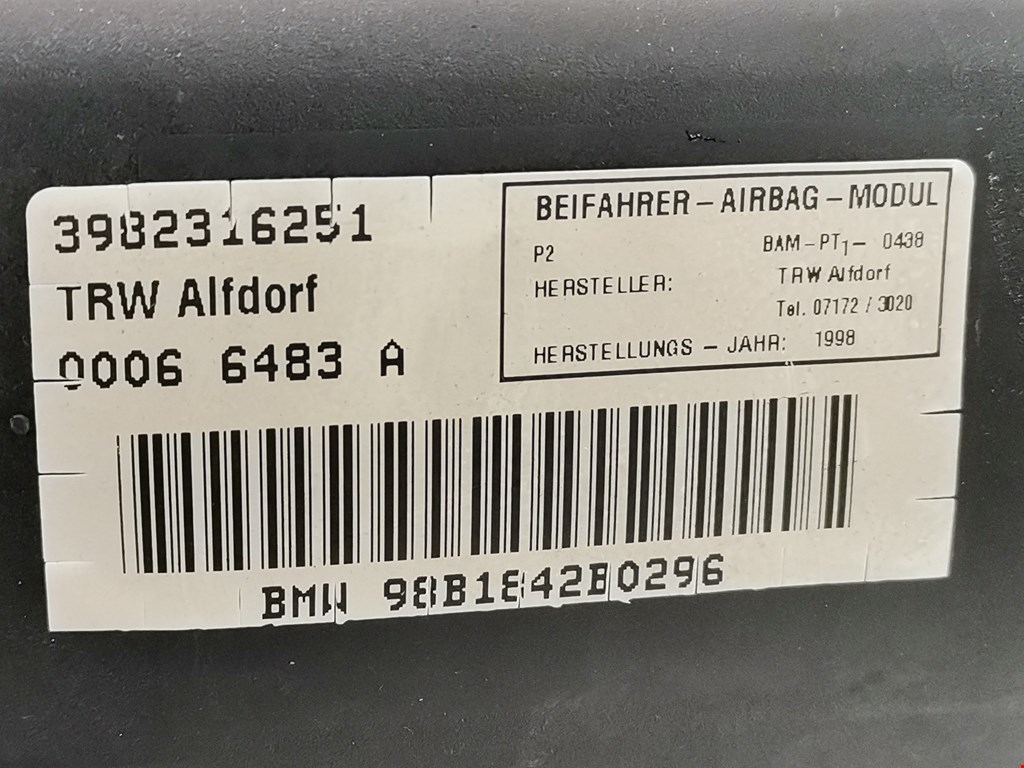 3982316251
TRW Alfdorf
0006 6483 A
BEIFAHRER – AIRBAG – MODUL
P2 BAM – PT1 – 0438
HERSTELLER: TRW Alfdorf
Tel. 07172 / 3020
HERSTELLUNGS – JAHR: 1998
BMW 98B1842B0296